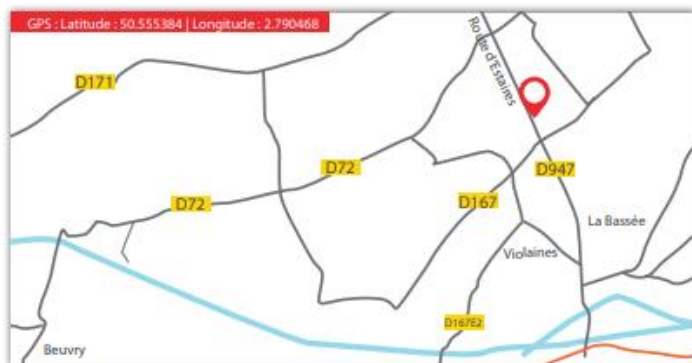 GPS : Latitude : 50.555384 | Longitude : 2.790468
Route d'Estaires
D171
D72
D947
D72
D167
La Bassée
Violaines
D167E2
Beuvry